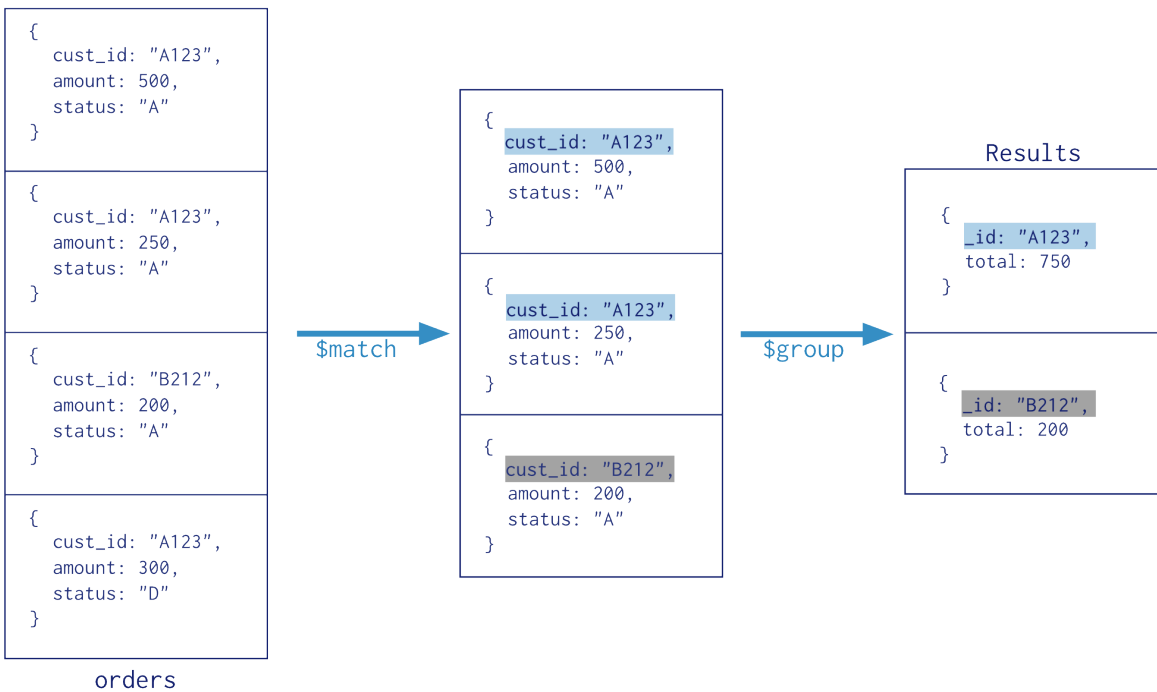 {
cust_id: "A123",
amount: 500,
status: "A"
}
{
cust_id: "A123",
amount: 250,
status: "A"
}
{
cust_id: "B212",
amount: 200,
status: "A"
}
{
cust_id: "A123",
amount: 300,
status: "D"
}
orders
$match
{
cust_id: "A123",
amount: 500,
status: "A"
}
{
cust_id: "A123",
amount: 250,
status: "A"
}
{
cust_id: "B212",
amount: 200,
status: "A"
}
$group
Results
{
_id: "A123",
total: 750
}
{
_id: "B212",
total: 200
}